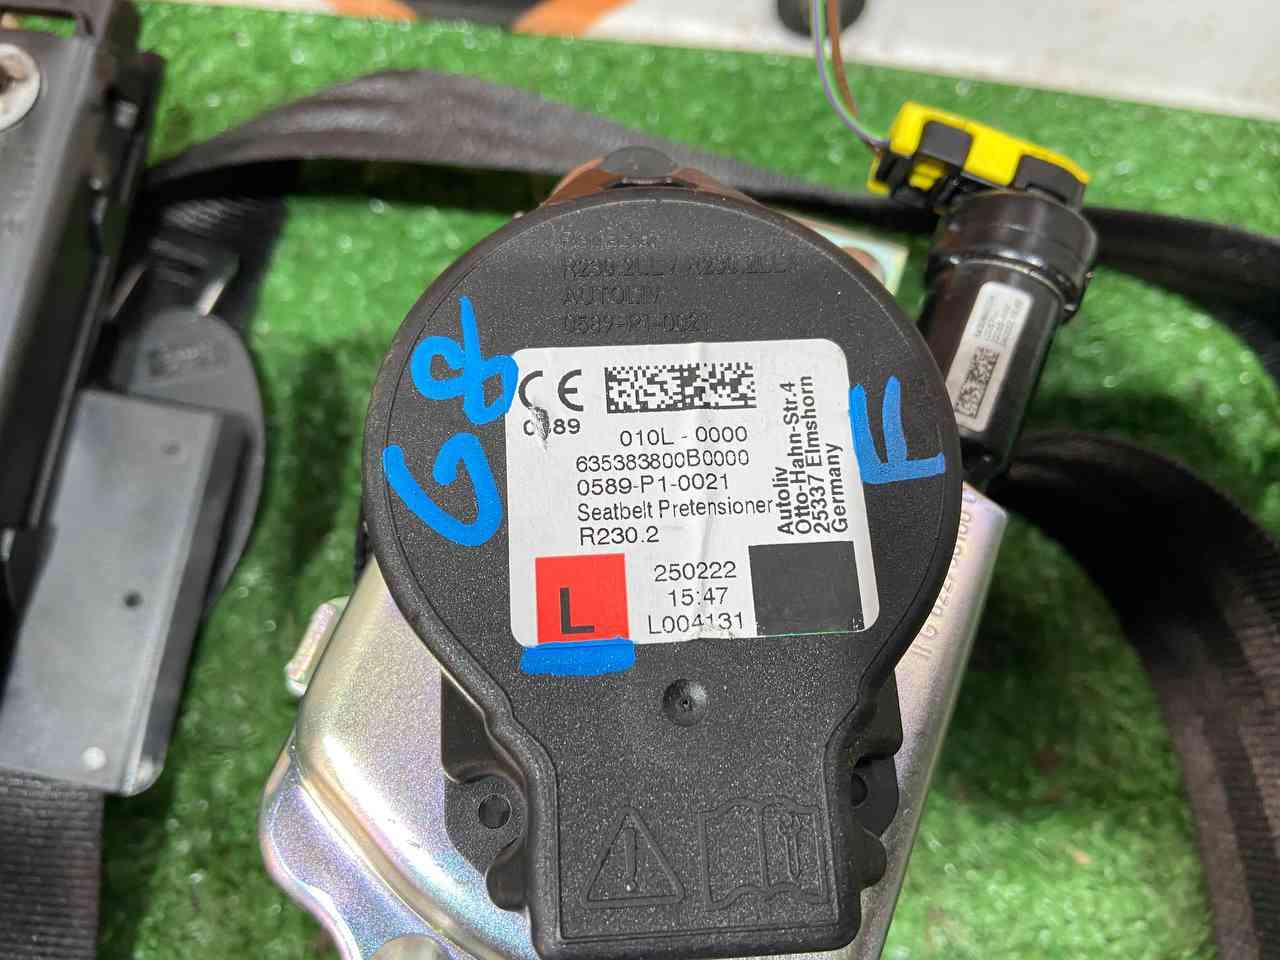 R230.2LL / R230.2LL
AUTOLIV
0589-P1-0021
G8
F
CE
010L - 0000
635383800B0000
0589-P1-0021
Seatbelt Pretensioner
R230.2
Autoliv
Otto-Hahn-Str.4
25337 Elmshorn
Germany
L
250222
15:47
L004131